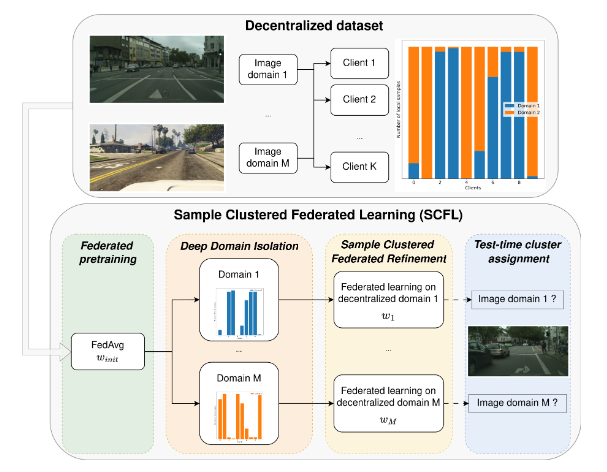 Decentralized dataset
Image
domain 1
...
Image
domain M
Client 1
Client 2
...
Client K
Number of local samples
Domain 1
Domain 2
0
2
4
6
8
Clients
Sample Clustered Federated Learning (SCFL)
Federated
pretraining
FedAvg
w_init
Deep Domain Isolation
Domain 1
...
Domain M
Sample Clustered
Federated Refinement
Federated learning on
decentralized domain 1
w_1
...
Federated learning on
decentralized domain M
w_M
Test-time cluster
assignment
Image domain 1 ?
Image domain M ?